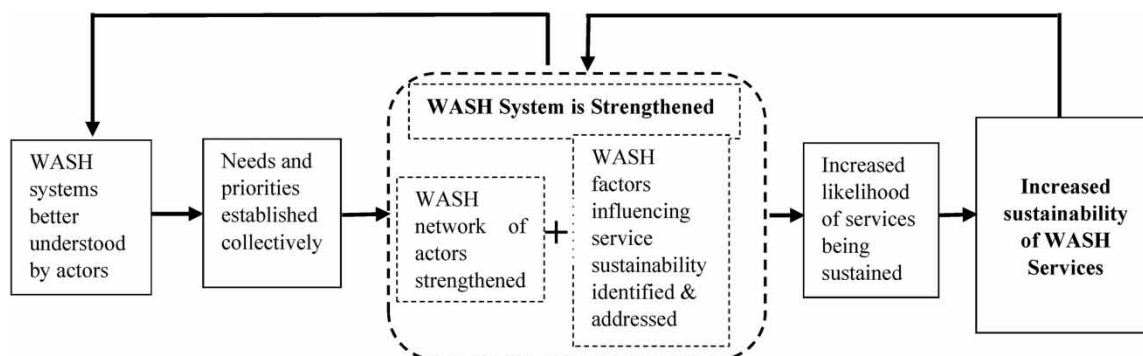 WASH System is Strengthened
WASH
systems
better
understood
by actors
Needs and
priorities
established
collectively
WASH
network of
actors
strengthened
+
WASH
factors
influencing
service
sustainability
identified &
addressed
Increased
likelihood
of services
being
sustained
Increased
sustainability
of WASH
Services